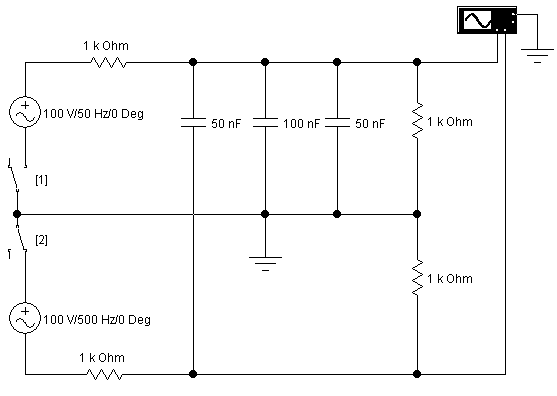 1 k Ohm
100 V/50 Hz/0 Deg
50 nF
100 nF
50 nF
1 k Ohm
[1]
[2]
1 k Ohm
100 V/500 Hz/0 Deg
1 k Ohm